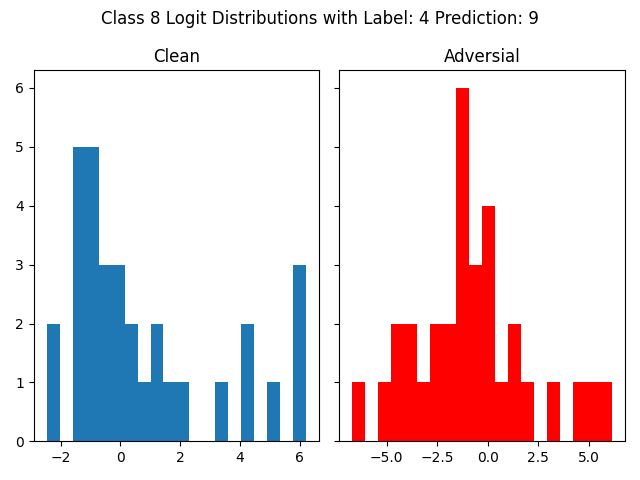 Class 8 Logit Distributions with Label: 4 Prediction: 9
Clean
Adversial
6
5
4
3
2
1
0
−2 0 2 4 6
−5.0 −2.5 0.0 2.5 5.0